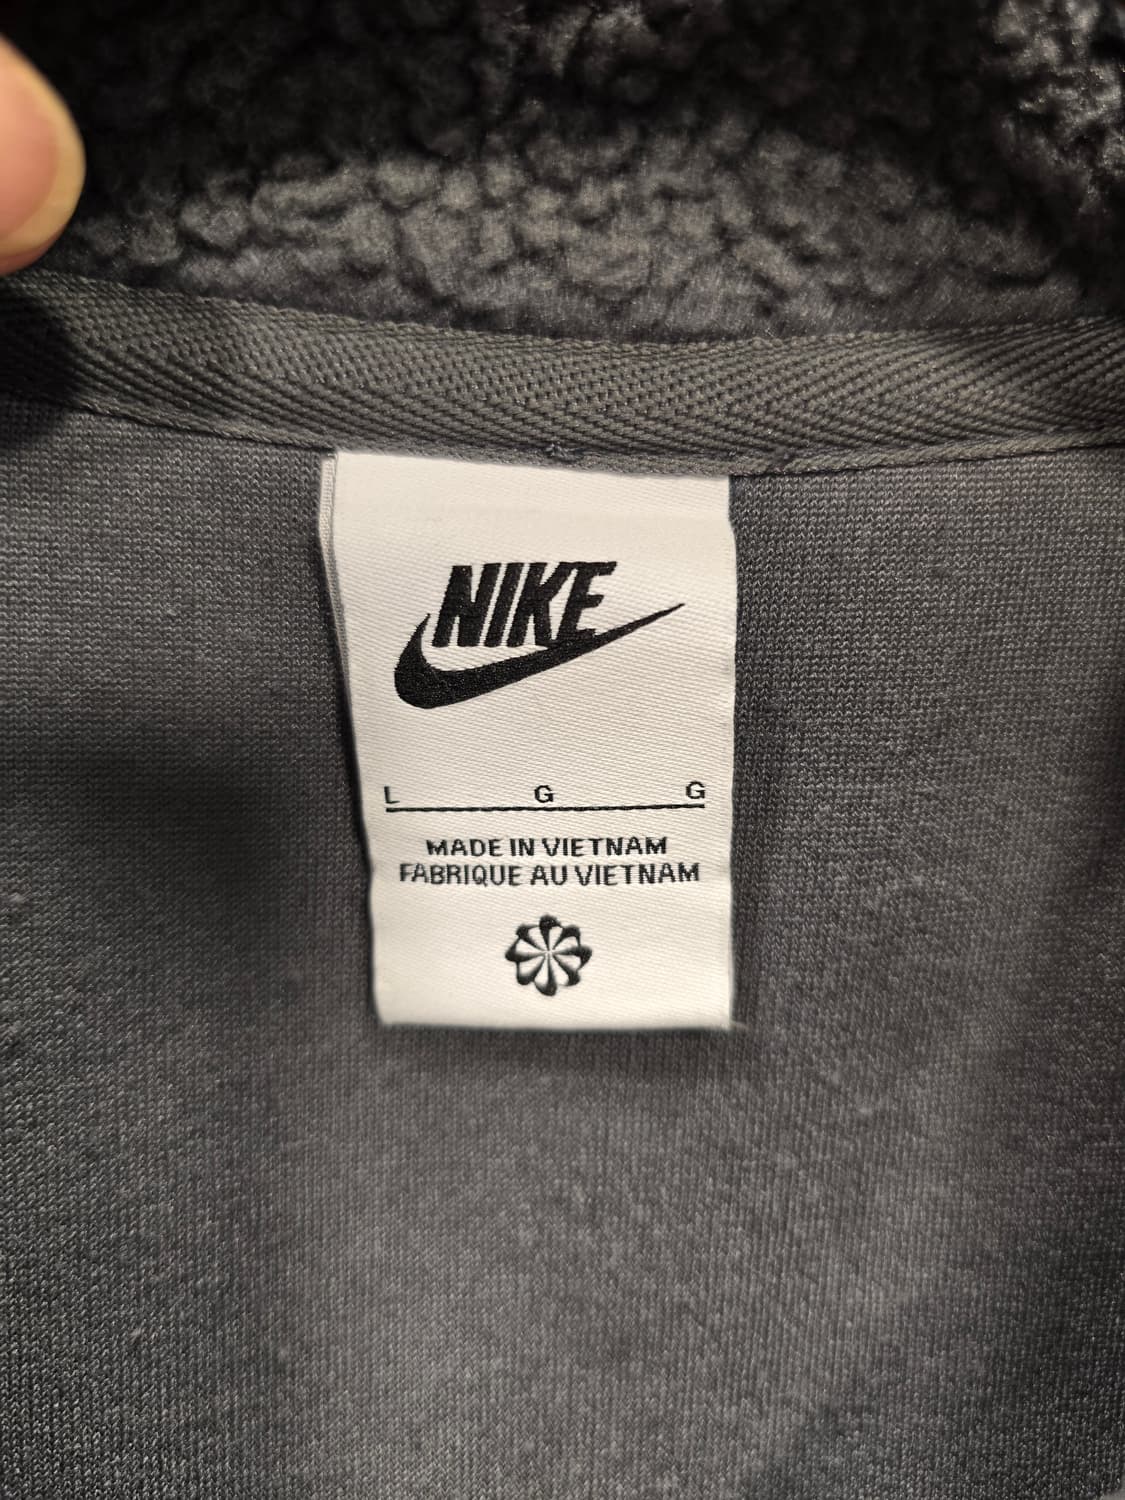 NIKE
L G G
MADE IN VIETNAM
FABRIQUE AU VIETNAM